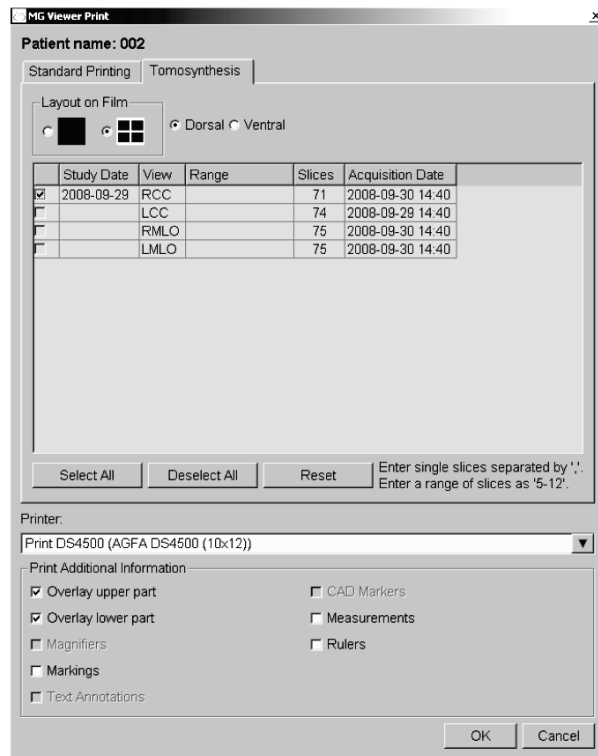 MG Viewer Print
Patient name: 002
Standard Printing Tomosynthesis
Layout on Film
Dorsal Ventral
Study Date View Range Slices Acquisition Date
2008-09-29 RCC 71 2008-09-30 14:40
LCC 74 2008-09-29 14:40
RMLO 75 2008-09-30 14:40
LMLO 75 2008-09-30 14:40
Select All Deselect All Reset Enter single slices separated by ','.
Enter a range of slices as '5-12'.
Printer:
Print DS4500 (AGFA DS4500 (10x12))
Print Additional Information
Overlay upper part CAD Markers
Overlay lower part Measurements
Magnifiers Rulers
Markings
Text Annotations
OK Cancel